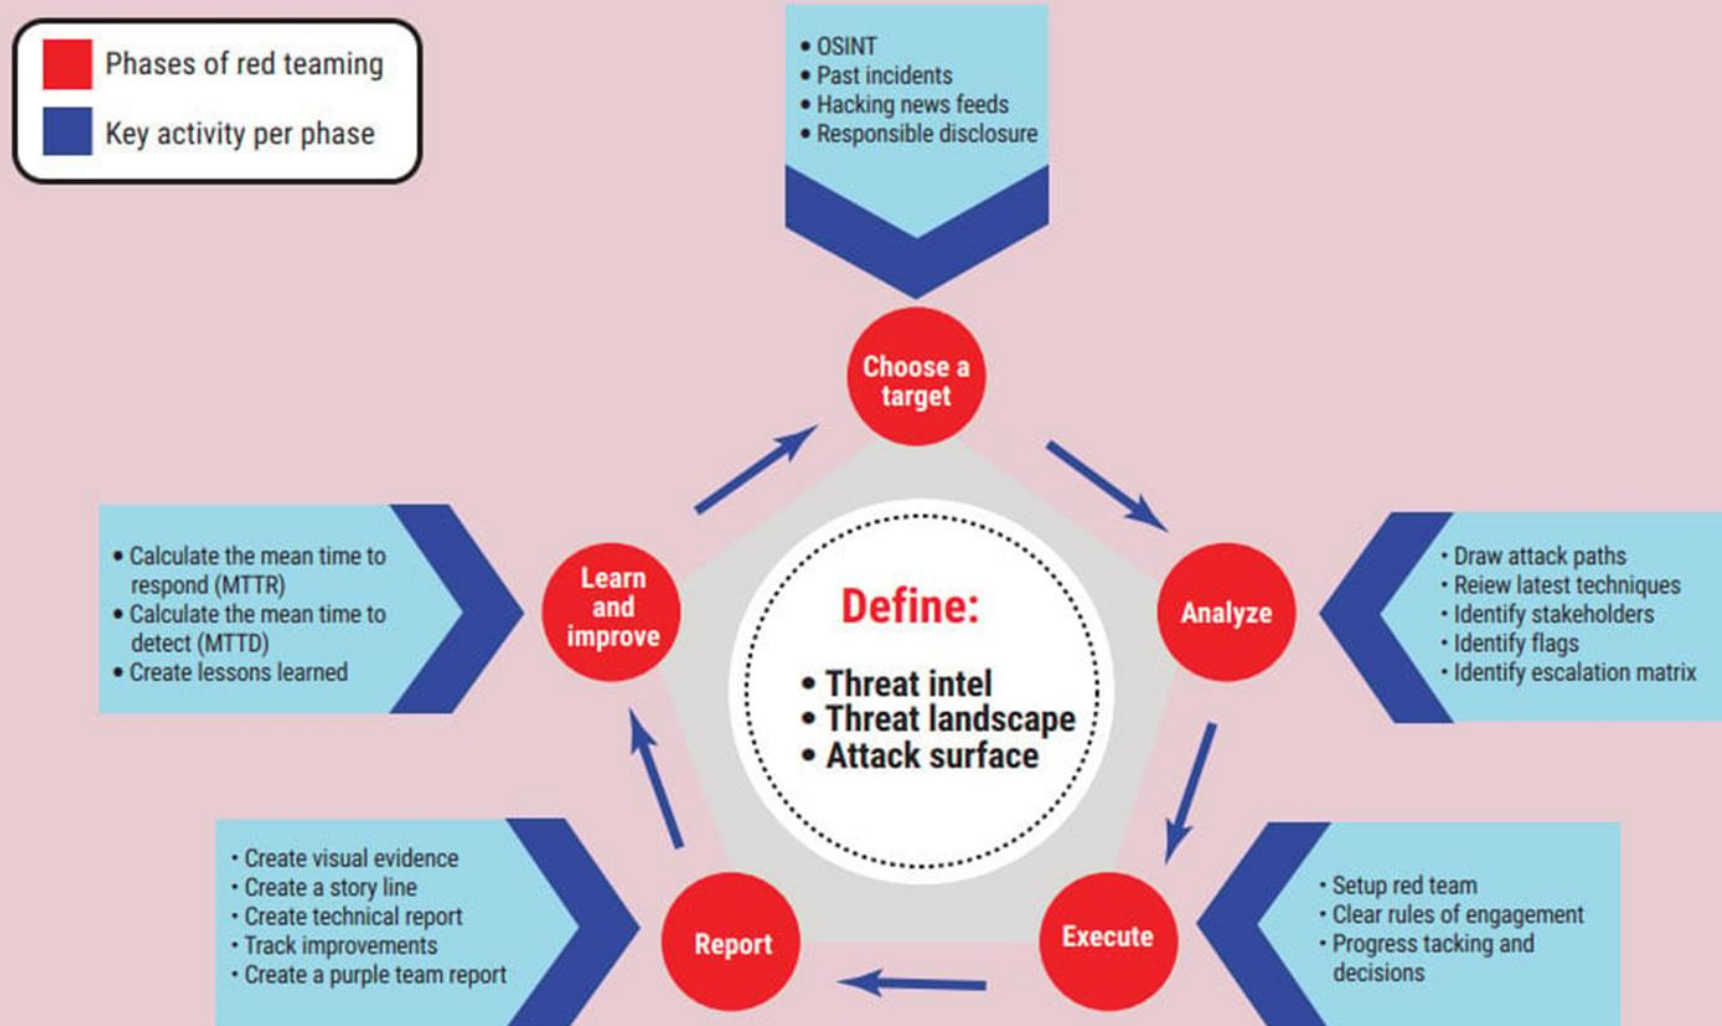 Phases of red teaming
Key activity per phase
• OSINT
• Past incidents
• Hacking news feeds
• Responsible disclosure
Choose a
target
• Calculate the mean time to
respond (MTTR)
• Calculate the mean time to
detect (MTTD)
• Create lessons learned
Learn
and
improve
Define:
• Threat intel
• Threat landscape
• Attack surface
Analyze
• Draw attack paths
• Reiew latest techniques
• Identify stakeholders
• Identify flags
• Identify escalation matrix
• Create visual evidence
• Create a story line
• Create technical report
• Track improvements
• Create a purple team report
Report
Execute
• Setup red team
• Clear rules of engagement
• Progress tacking and
decisions